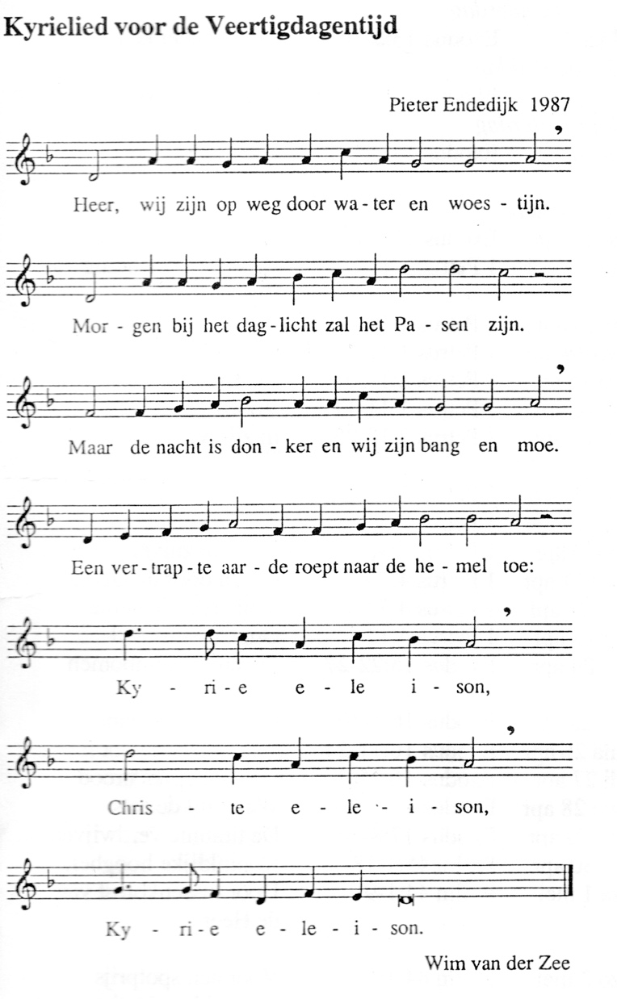 Kyrielied voor de Veertigdagentijd
Pieter Endedijk 1987
Heer, wij zijn op weg door wa - ter en woes - tijn.
Mor - gen bij het dag - licht zal het Pa - sen zijn.
Maar de nacht is don - ker en wij zijn bang en moe.
Een ver - trap - te aar - de roept naar de he - mel toe:
Ky - ri - e e - le i - son,
Chris - te e - le - i - son,
Ky - ri - e e - le - i - son.
Wim van der Zee